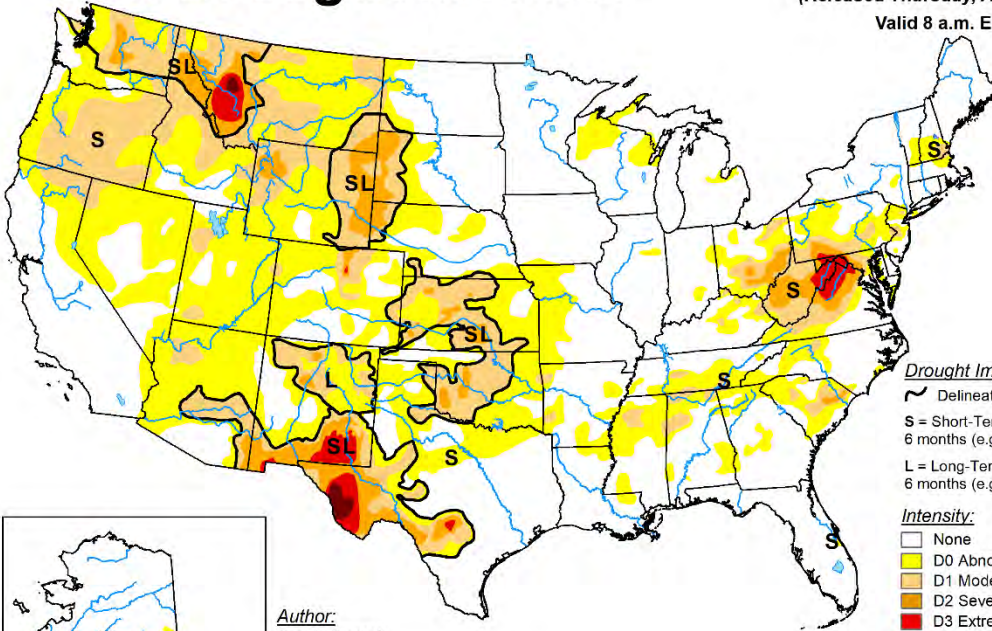 Valid 8 a.m. E
SL
S
SL
S
S
SL
L
S
SL
S
S
Drought Im
Delineat
S = Short-Ter
6 months (e.g
L = Long-Ter
6 months (e.g
Intensity:
None
D0 Abno
D1 Mode
D2 Seve
D3 Extre
Author: